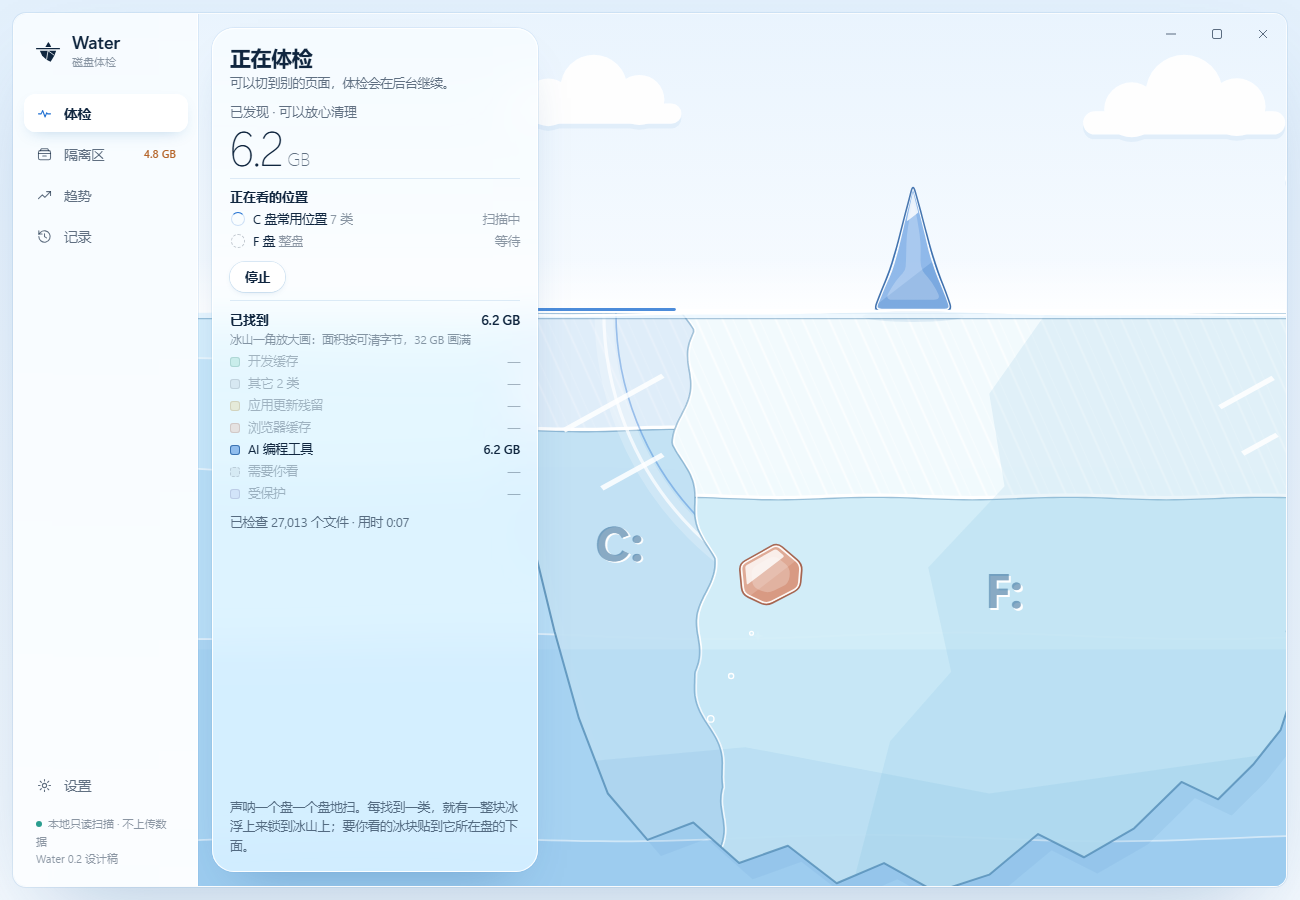 Water
磁盘体检
体检
隔离区 4.8 GB
趋势
记录
设置
本地只读扫描 · 不上传数
据
Water 0.2 设计稿
正在体检
可以切到别的页面，体检会在后台继续。
已发现 · 可以放心清理
6.2 GB
正在看的位置
C 盘常用位置 7 类 扫描中
F 盘 整盘 等待
停止
已找到 6.2 GB
冰山一角放大画：面积按可清字节，32 GB 画满
开发缓存 —
其它 2 类 —
应用更新残留 —
浏览器缓存 —
AI 编程工具 6.2 GB
需要你看 —
受保护 —
已检查 27,013 个文件 · 用时 0:07
声呐一个盘一个盘地扫。每找到一类，就有一整块冰
浮上来锁到冰山上；要你看的冰块贴到它所在盘的下
面。
C:
F: